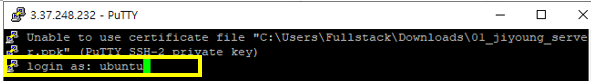 3.37.248.232 - PuTTY
Unable to use certificate file "C:\Users\Fullstack\Downloads\01_jiyoung_serve
r.ppk" (PuTTY SSH-2 private key)
login as: ubuntu